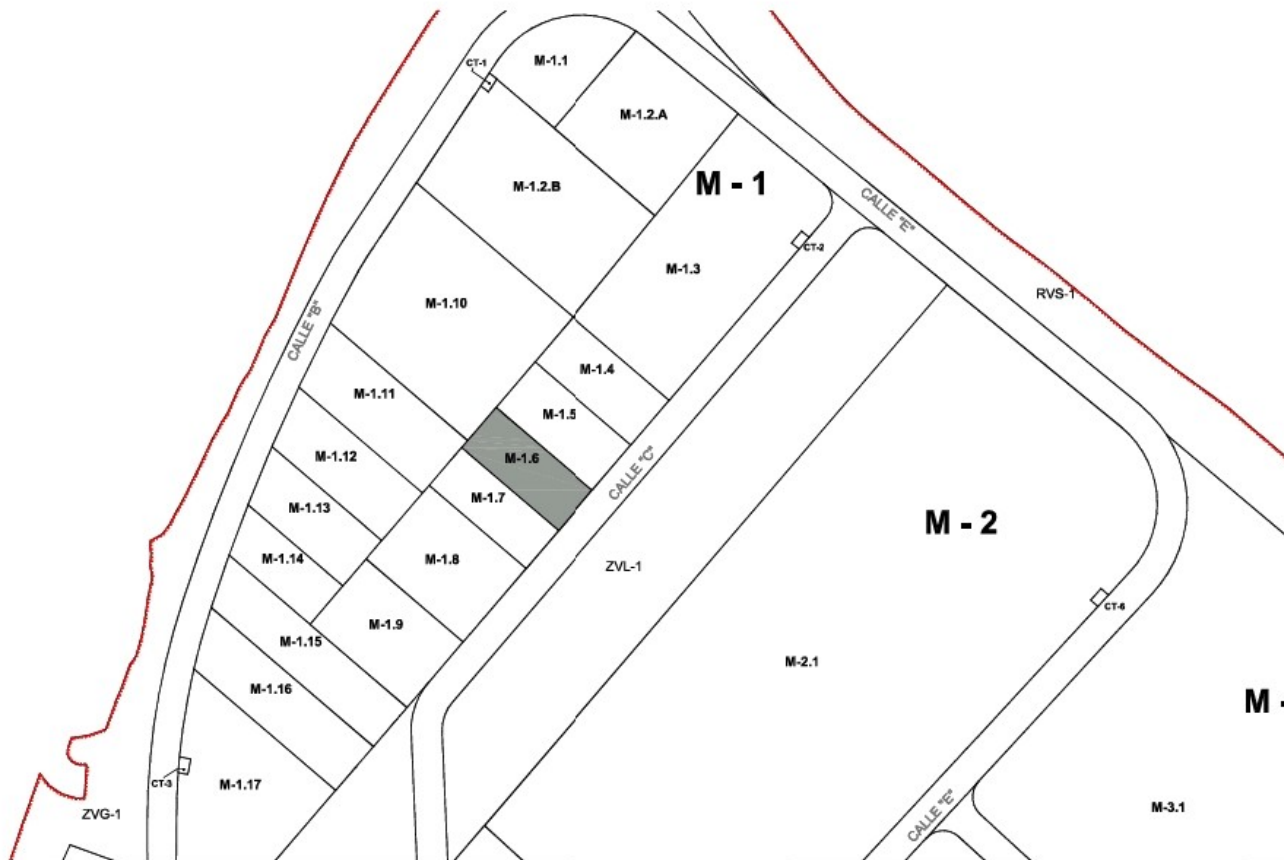 M-1.1
CT-1
M-1.2.A
M-1.2.B
M - 1
CALLE "E"
CT-2
M-1.3
RVS-1
M-1.10
CALLE "B"
M-1.4
M-1.11
M-1.5
M-1.12
M-1.6
CALLE "C"
M-1.7
M-1.13
M - 2
M-1.14
M-1.8
ZVL-1
CT-6
M-1.9
M-1.15
M-2.1
M-1.16
M -
CT-3
M-1.17
M-3.1
ZVG-1
CALLE "E"